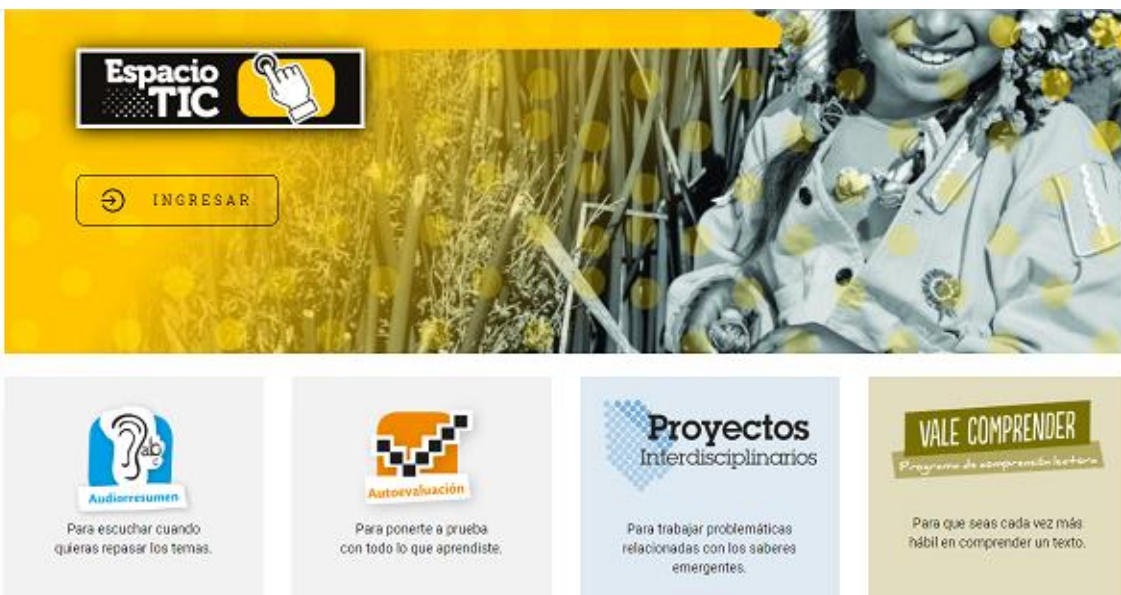 Espacio
TIC
INGRESAR
ab
c
Audiorresumen
Para escuchar cuando
quieras repasar los temas.
Autoevaluación
Para ponerte a prueba
con todo lo que aprendiste.
Proyectos
Interdisciplinarios
Para trabajar problemáticas
relacionadas con los saberes
emergentes.
VALE COMPRENDER
Programa de comprensión lectora
Para que seas cada vez más
hábil en comprender un texto.